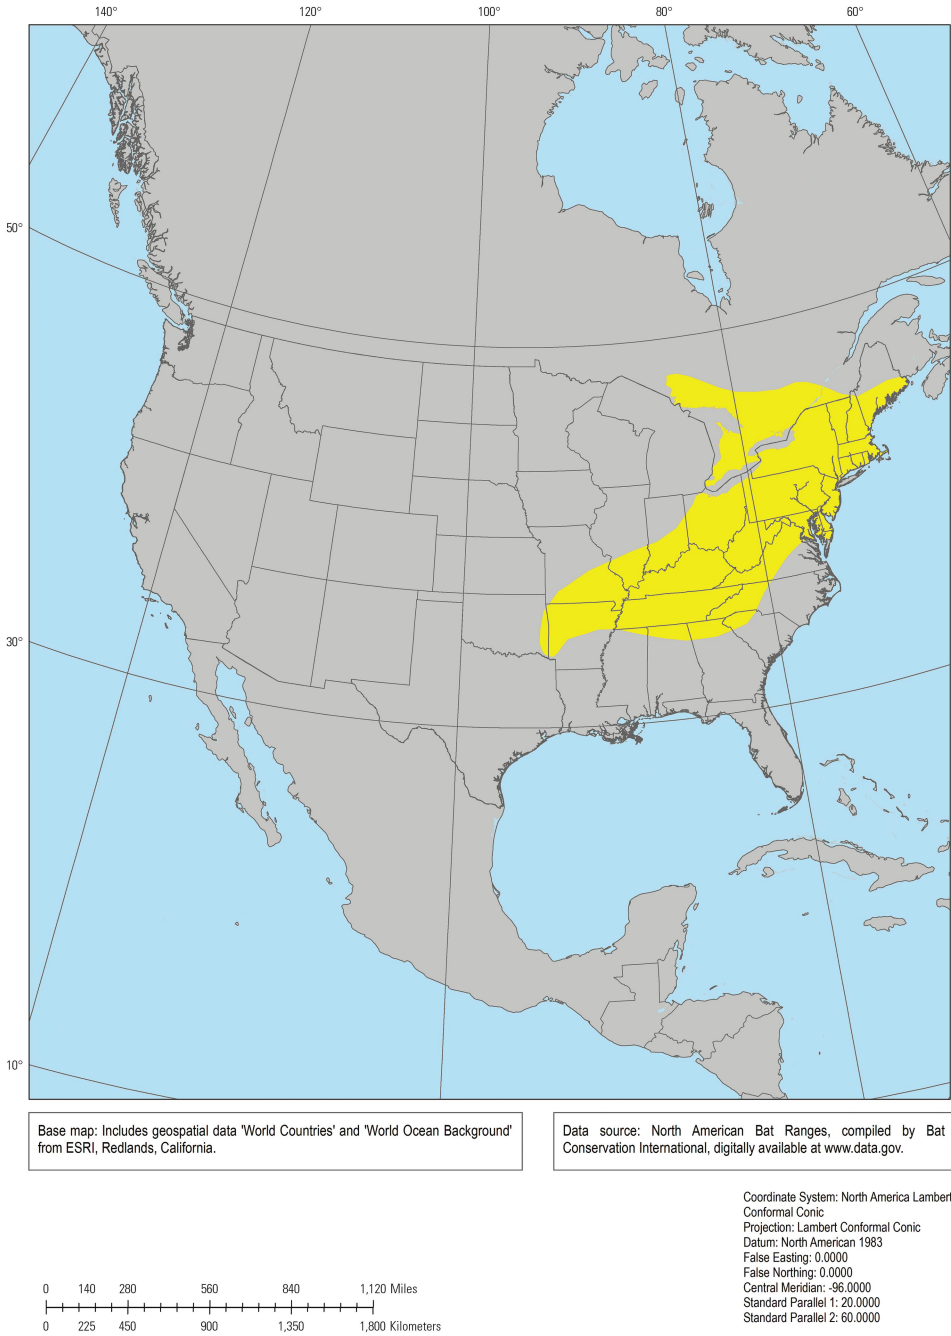 140° 120° 100° 80° 60°
50°
30°
10°
Base map: Includes geospatial data 'World Countries' and 'World Ocean Background'
from ESRI, Redlands, California.
Data source: North American Bat Ranges, compiled by Bat
Conservation International, digitally available at www.data.gov.
Coordinate System: North America Lambert
Conformal Conic
Projection: Lambert Conformal Conic
Datum: North American 1983
False Easting: 0.0000
False Northing: 0.0000
Central Meridian: -96.0000
Standard Parallel 1: 20.0000
Standard Parallel 2: 60.0000
0 140 280 560 840 1,120 Miles
0 225 450 900 1,350 1,800 Kilometers